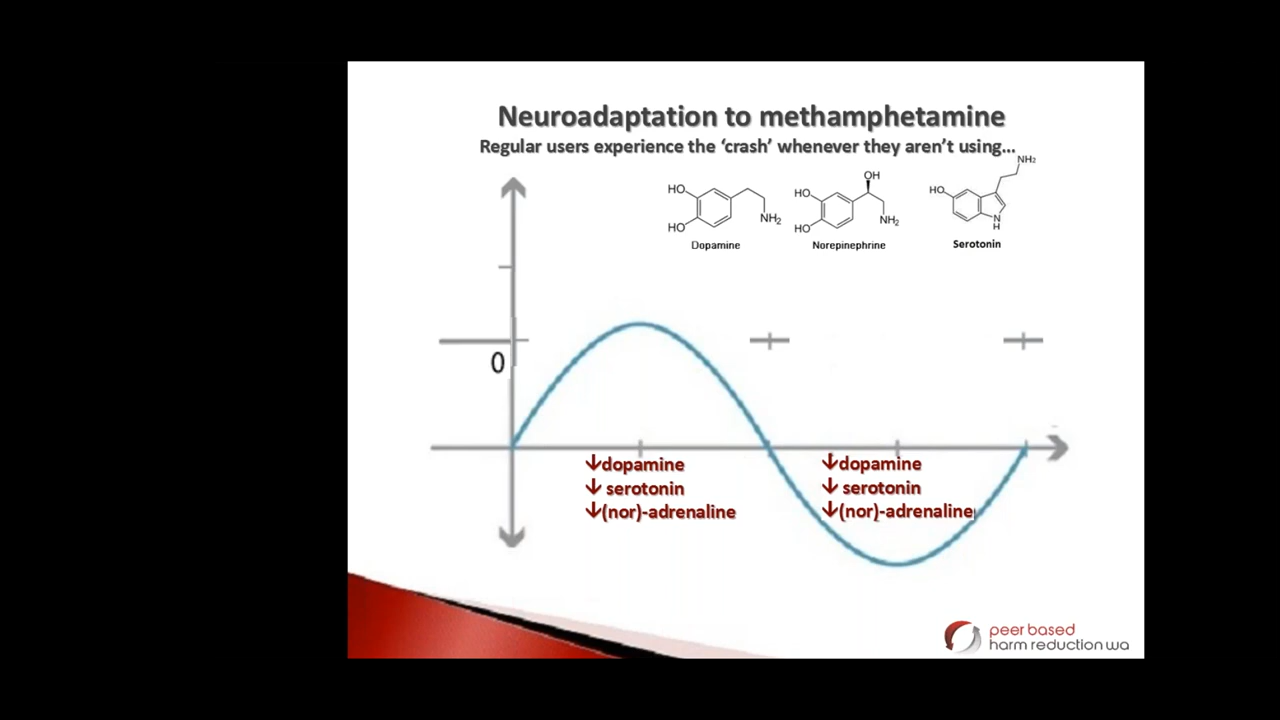 Neuroadaptation to methamphetamine
Regular users experience the ‘crash’ whenever they aren’t using...
NH₂
OH
HO
HO
HO
NH₂
HO
NH₂
HO
N
H
Dopamine
Norepinephrine
Serotonin
0
↓dopamine
↓ serotonin
↓(nor)-adrenaline
↓dopamine
↓ serotonin
↓(nor)-adrenaline
peer based
harm reduction wa